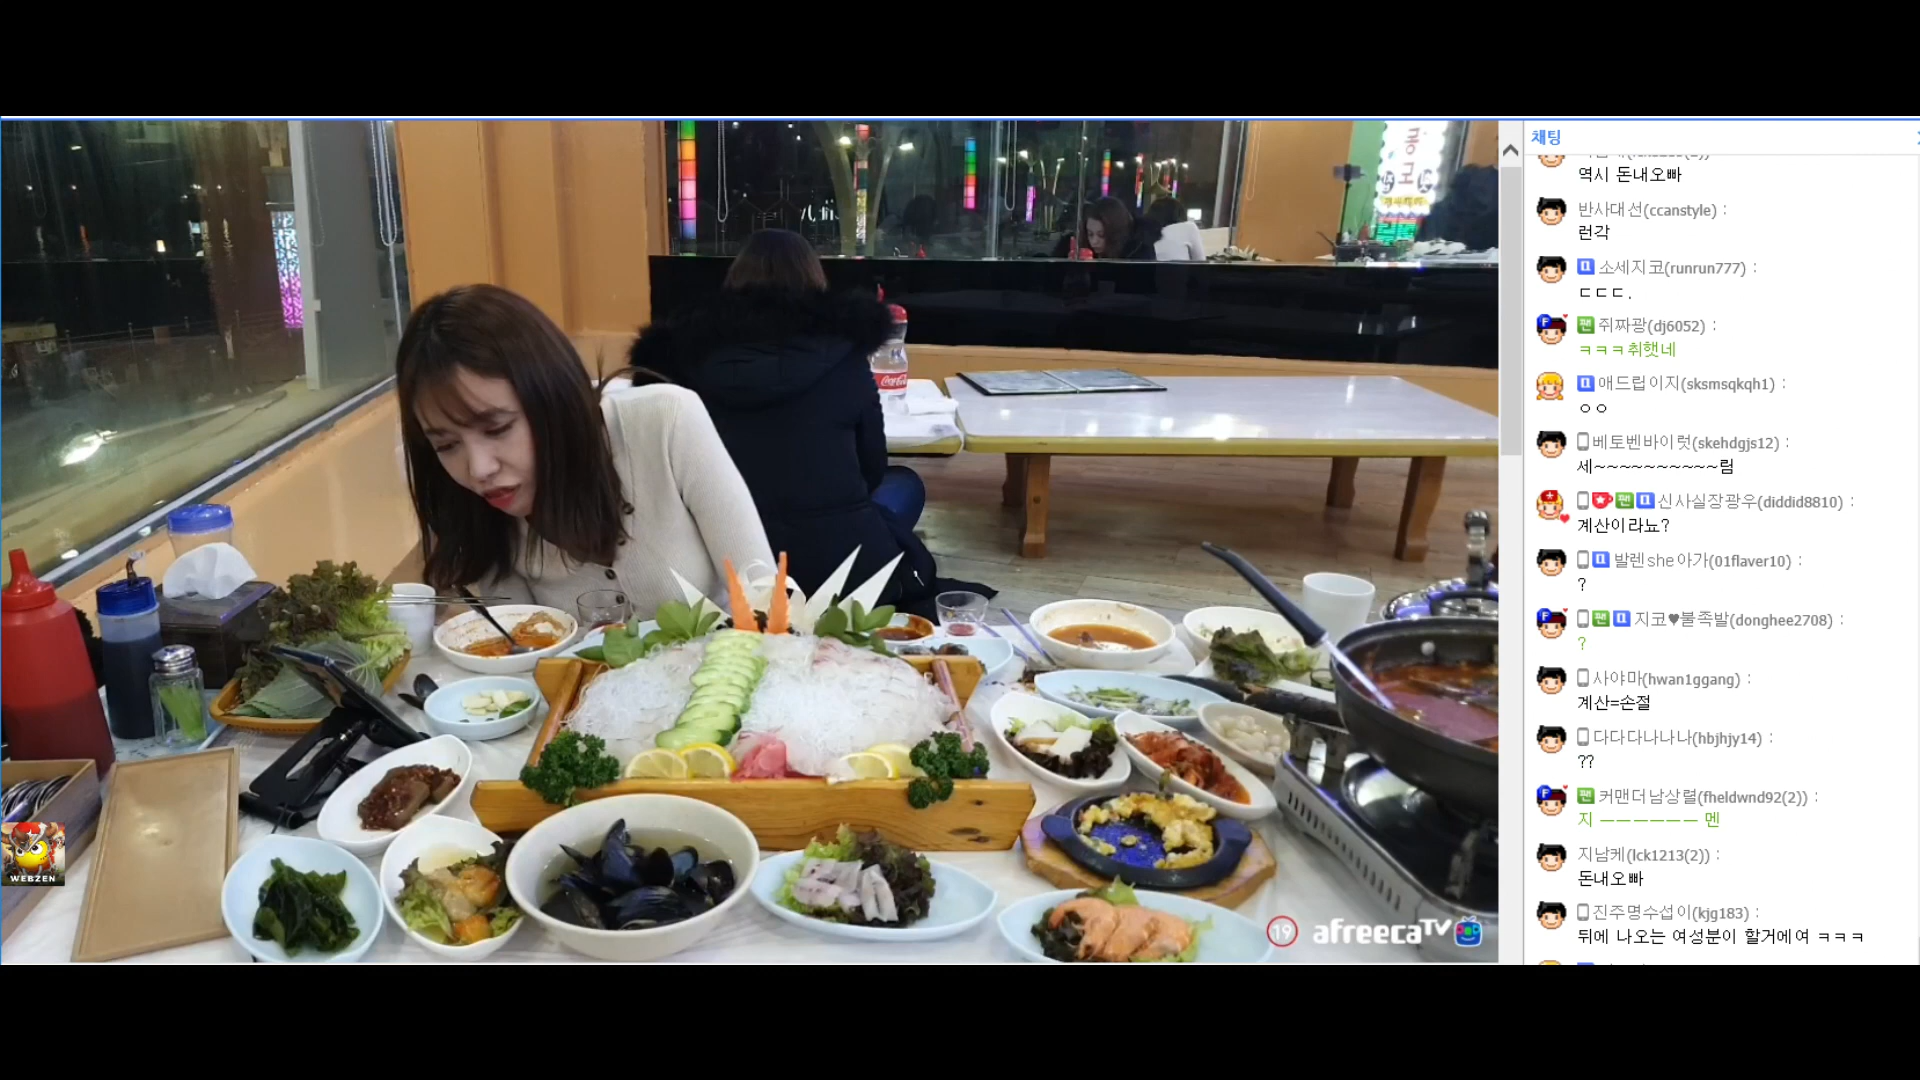 채팅
역시 돈내오빠
반사대선(ccanstyle) :
런각
소세지코(runrun777) :
ㄷㄷㄷ.
팬 쥐짜광(dj6052) :
ㅋㅋㅋ취햇네
애드립이지(sksmsqkqh1) :
ㅇㅇ
베토벤바이럿(skehdgjs12) :
세~~~~~~~~~~림
팬 신사실장광우(diddid8810) :
계산이라뇨?
발렌she아가(01flaver10) :
?
팬 지코♥불족발(donghee2708) :
?
사야마(hwan1ggang) :
계산=손절
다다다나나나(hbjhjy14) :
??
팬 커맨더남상렬(fheldwnd92(2)) :
지 ㅡㅡㅡㅡㅡㅡ 멘
지남케(lck1213(2)) :
돈내오빠
진주명수섭이(kjg183) :
뒤에 나오는 여성분이 할거에여 ㅋㅋㅋ
Coca-Cola
WEBZEN
19 afreecaTV